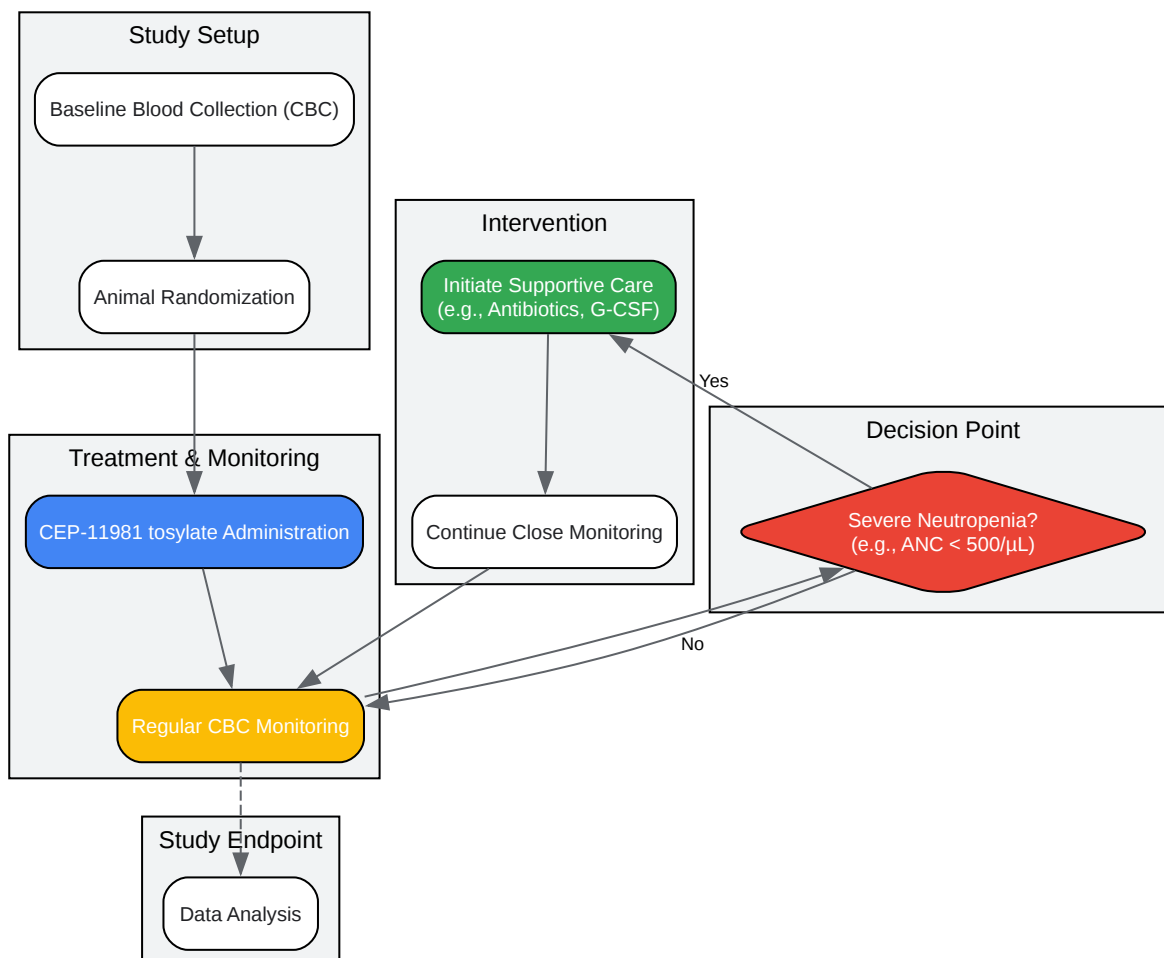 Study Setup
Baseline Blood Collection (CBC)
Animal Randomization
Intervention
Initiate Supportive Care
(e.g., Antibiotics, G-CSF)
Continue Close Monitoring
Yes
Decision Point
Severe Neutropenia?
(e.g., ANC < 500/µL)
No
Treatment & Monitoring
CEP-11981 tosylate Administration
Regular CBC Monitoring
Study Endpoint
Data Analysis